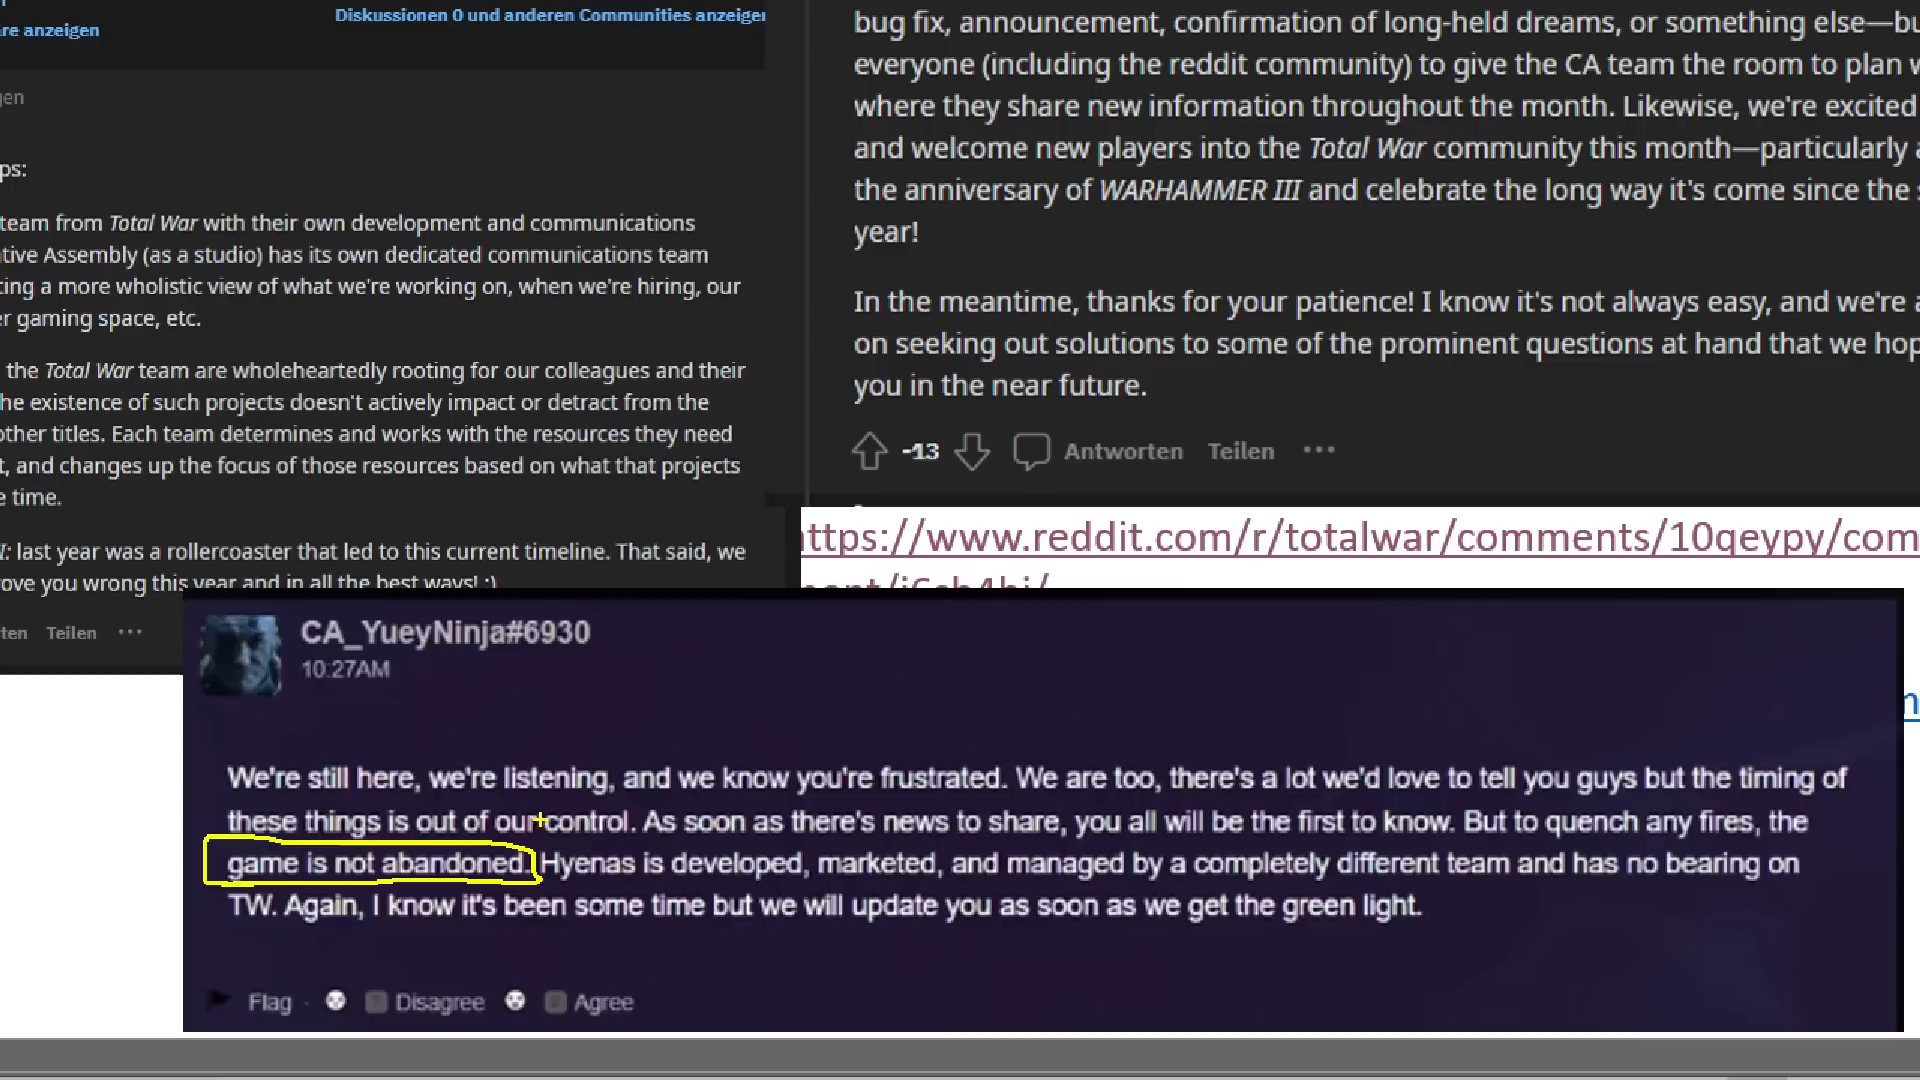 Diskussionen 0 und anderen Communities anzeigen
re anzeigen
gen
ps:
team from Total War with their own development and communications
tive Assembly (as a studio) has its own dedicated communications team
ting a more wholistic view of what we're working on, when we're hiring, our
er gaming space, etc.
the Total War team are wholeheartedly rooting for our colleagues and their
he existence of such projects doesn't actively impact or detract from the
other titles. Each team determines and works with the resources they need
t, and changes up the focus of those resources based on what that projects
e time.
I: last year was a rollercoaster that led to this current timeline. That said, we
ove you wrong this year and in all the best ways! :)
ten Teilen ···
bug fix, announcement, confirmation of long-held dreams, or something else—bu
everyone (including the reddit community) to give the CA team the room to plan w
where they share new information throughout the month. Likewise, we're excited
and welcome new players into the Total War community this month—particularly a
the anniversary of WARHAMMER III and celebrate the long way it's come since the s
year!
In the meantime, thanks for your patience! I know it's not always easy, and we're a
on seeking out solutions to some of the prominent questions at hand that we hop
you in the near future.
-13 Antworten Teilen ···
ttps://www.reddit.com/r/totalwar/comments/10qeypy/com
CA_YueyNinja#6930
10:27AM
We're still here, we're listening, and we know you're frustrated. We are too, there's a lot we'd love to tell you guys but the timing of
these things is out of our control. As soon as there's news to share, you all will be the first to know. But to quench any fires, the
game is not abandoned. Hyenas is developed, marketed, and managed by a completely different team and has no bearing on
TW. Again, I know it's been some time but we will update you as soon as we get the green light.
Flag · Disagree Agree